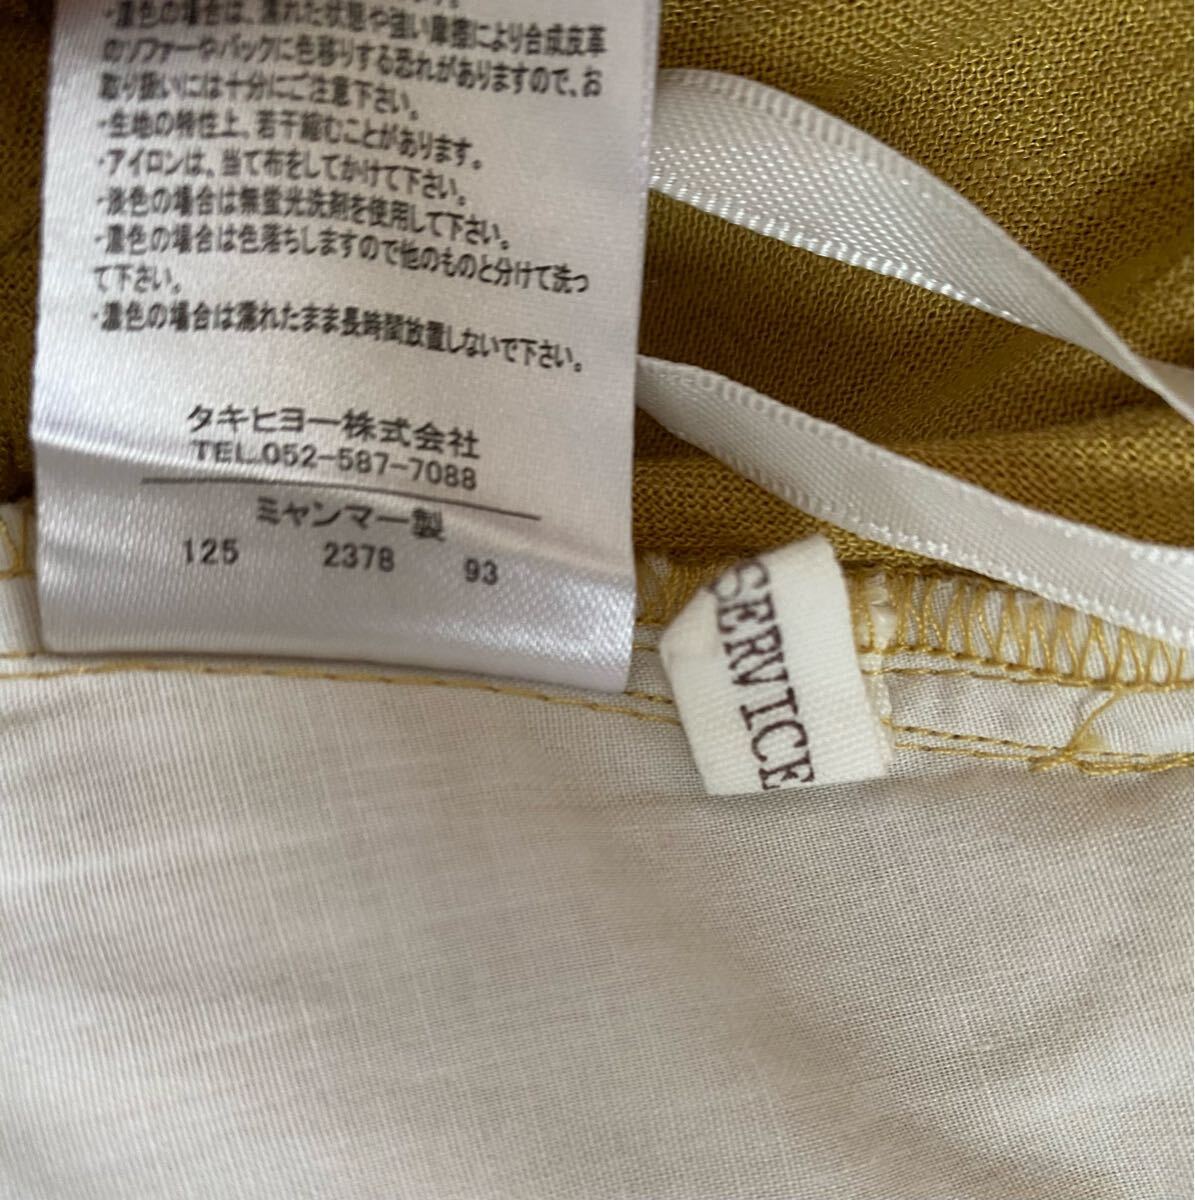 ・濃色の場合は、濡れた状態や強い摩擦により合成皮革
のソファーやバックに色移りする恐れがありますので、お
取り扱いには十分にご注意下さい。
・生地の特性上、若干縮むことがあります。
・アイロンは、当て布をしてかけて下さい。
・淡色の場合は無蛍光洗剤を使用して下さい。
・濃色の場合は色落ちしますので他のものと分けて洗っ
て下さい。
・濃色の場合は濡れたまま長時間放置しないで下さい。
タキヒヨー株式会社
TEL.052-587-7088
ミャンマー製
125 2378 93
SERVICE